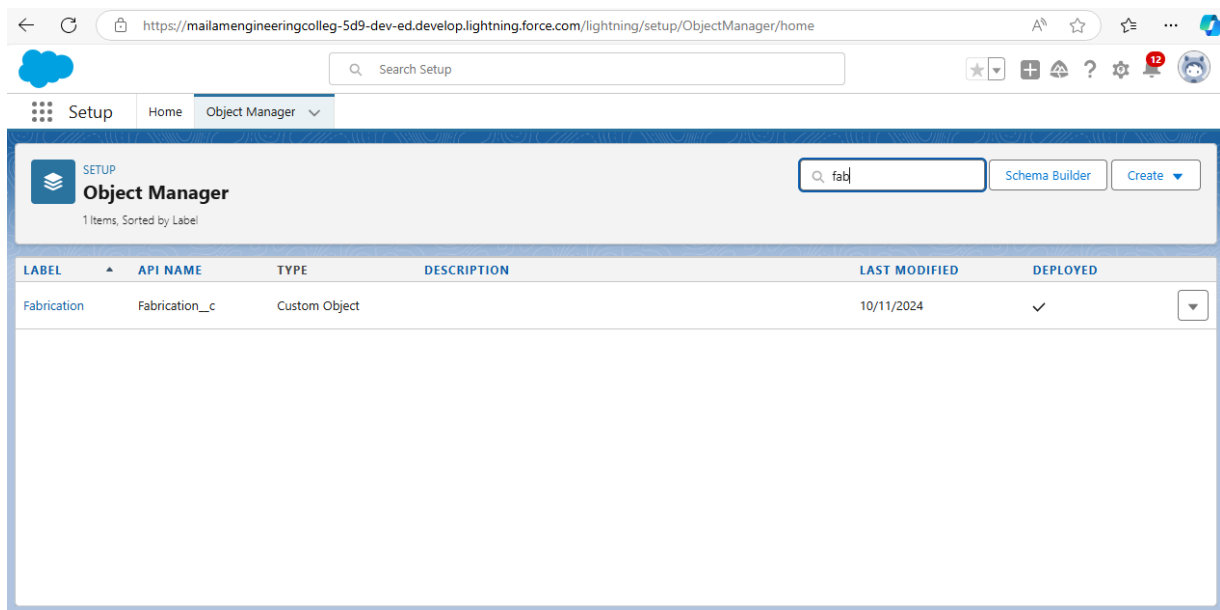 https://mailamengineeringcolleg-5d9-dev-ed.develop.lightning.force.com/lightning/setup/ObjectManager/home
Search Setup
12
Setup Home Object Manager
SETUP
Object Manager
1 Items, Sorted by Label
fab
Schema Builder
Create
LABEL API NAME TYPE DESCRIPTION LAST MODIFIED DEPLOYED
Fabrication Fabrication__c Custom Object 10/11/2024